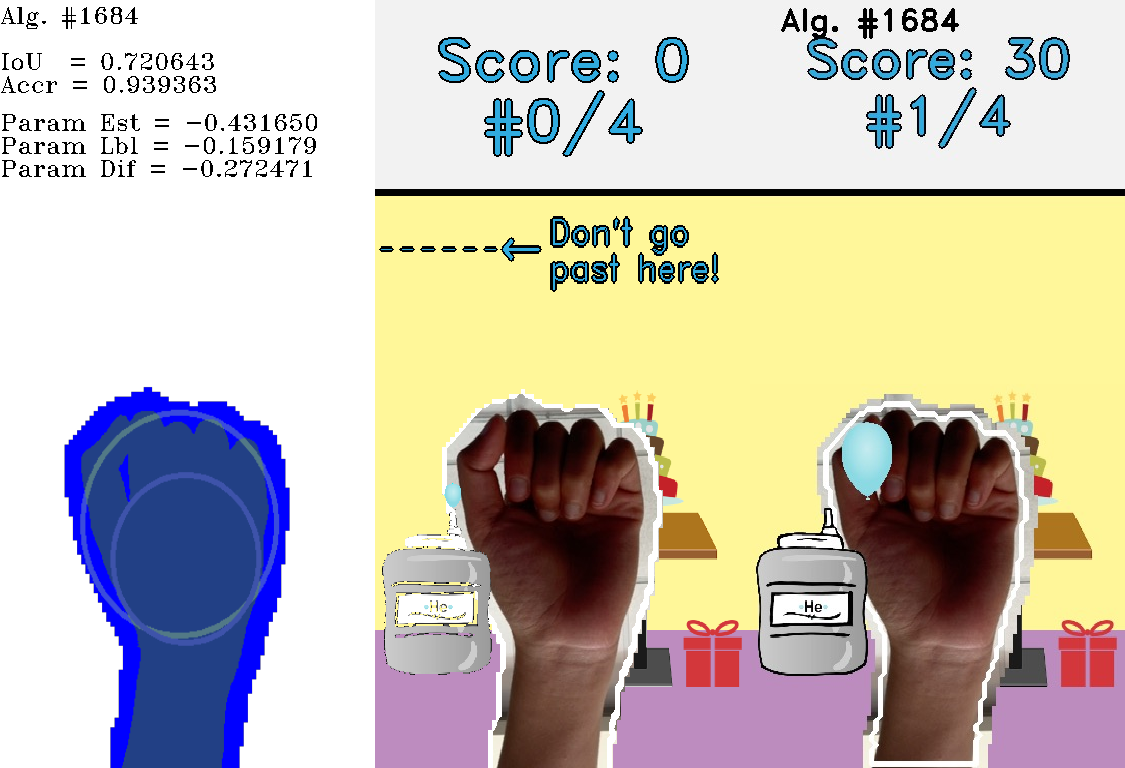 Alg. #1684
IoU = 0.720643
Accr = 0.939363
Param Est = −0.431650
Param Lbl = −0.159179
Param Dif = −0.272471
Score: 0
#0/4
Don't go
past here!
He
Alg. #1684
Score: 30
#1/4
He